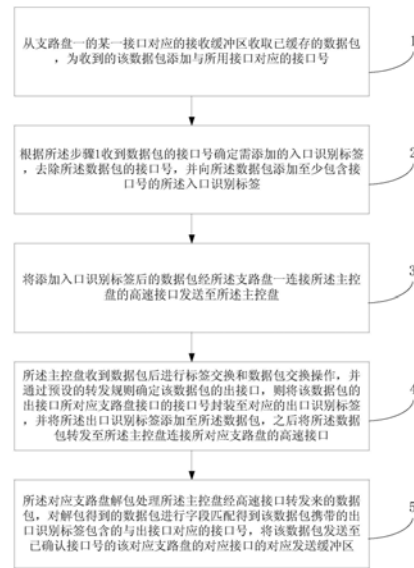 从支路盘一的某一接口对应的接收缓冲区收取已缓存的数据包
，为收到的该数据包添加与所用接口对应的接口号
1
根据所述步骤1收到数据包的接口号确定需添加的入口识别标签
，去除所述数据包的接口号，并向所述数据包添加至少包含接
口号的所述入口识别标签
2
将添加入口识别标签后的数据包经所述支路盘一连接所述主控
盘的高速接口发送至所述主控盘
3
所述主控盘收到数据包后进行标签交换和数据包交换操作，并
通过预设的转发规则确定该数据包的出接口，则将该数据包的
出接口所对应支路盘接口的接口号封装至对应的出口识别标签
，并将所述出口识别标签添加至所述数据包，之后将所述数据
包转发至所述主控盘连接所对应支路盘的高速接口
4
所述对应支路盘解包处理所述主控盘经高速接口转发来的数据
包，对解包得到的数据包进行字段匹配得到该数据包携带的出
口识别标签包含的与出接口对应的接口号，将该数据包发送至
已确认接口号的该对应支路盘的对应接口的对应发送缓冲区
5